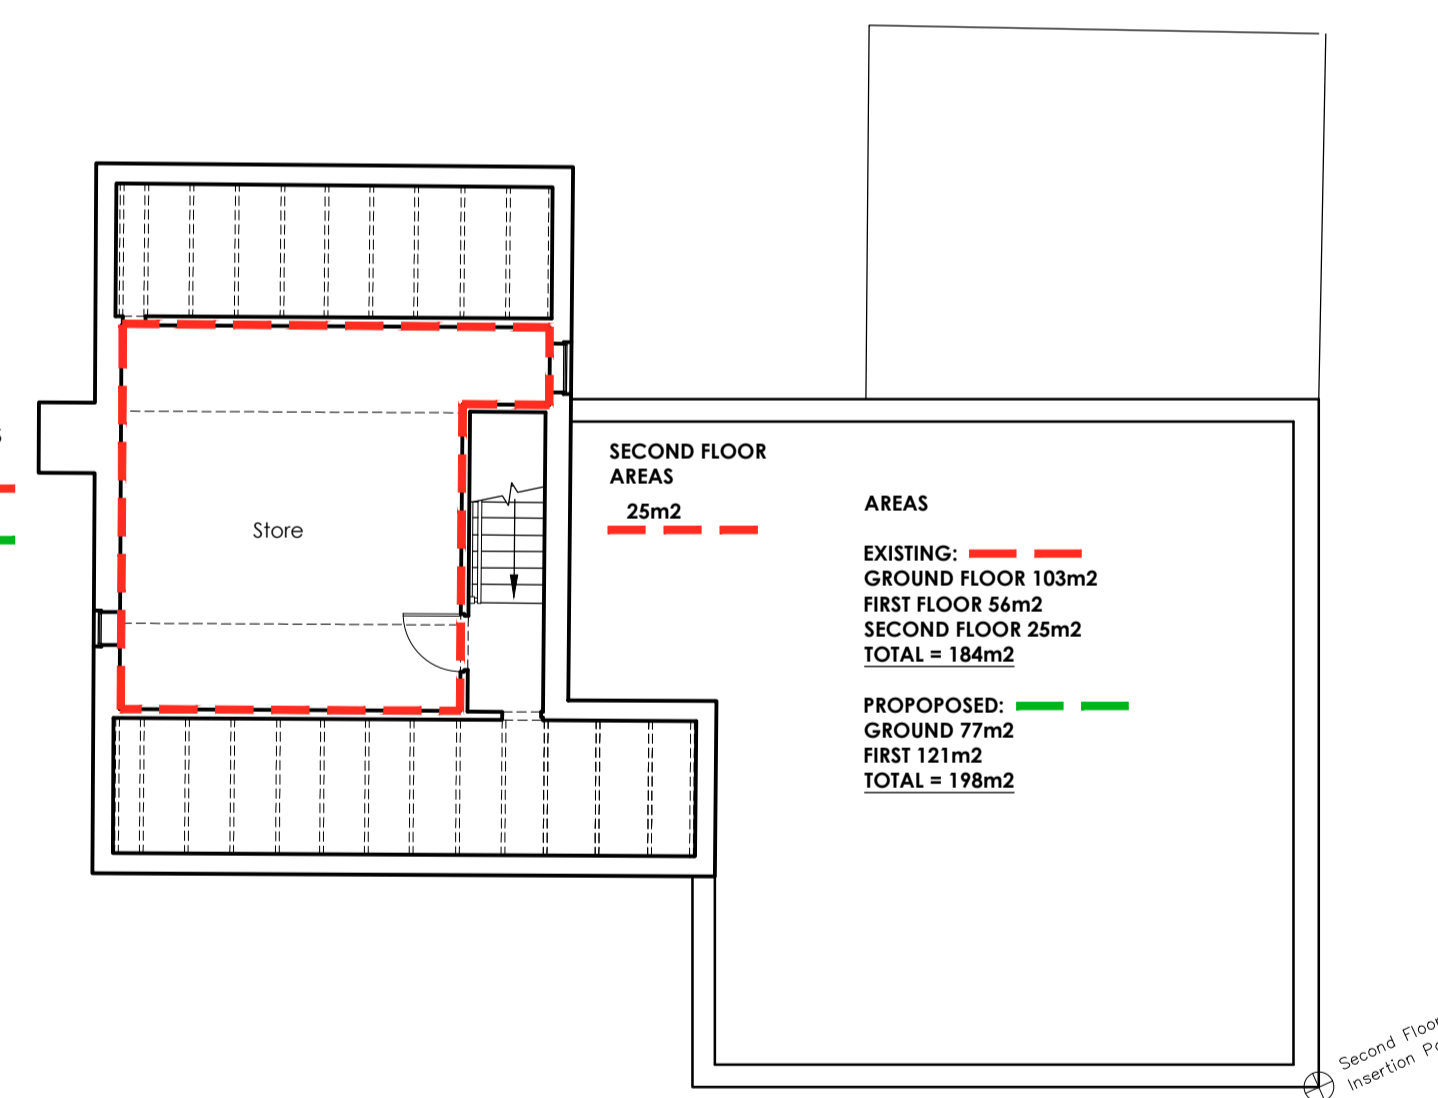 Store
SECOND FLOOR
AREAS
25m2
AREAS
EXISTING:
GROUND FLOOR 103m2
FIRST FLOOR 56m2
SECOND FLOOR 25m2
TOTAL = 184m2
PROPOPOSED:
GROUND 77m2
FIRST 121m2
TOTAL = 198m2
Second Floor
Insertion